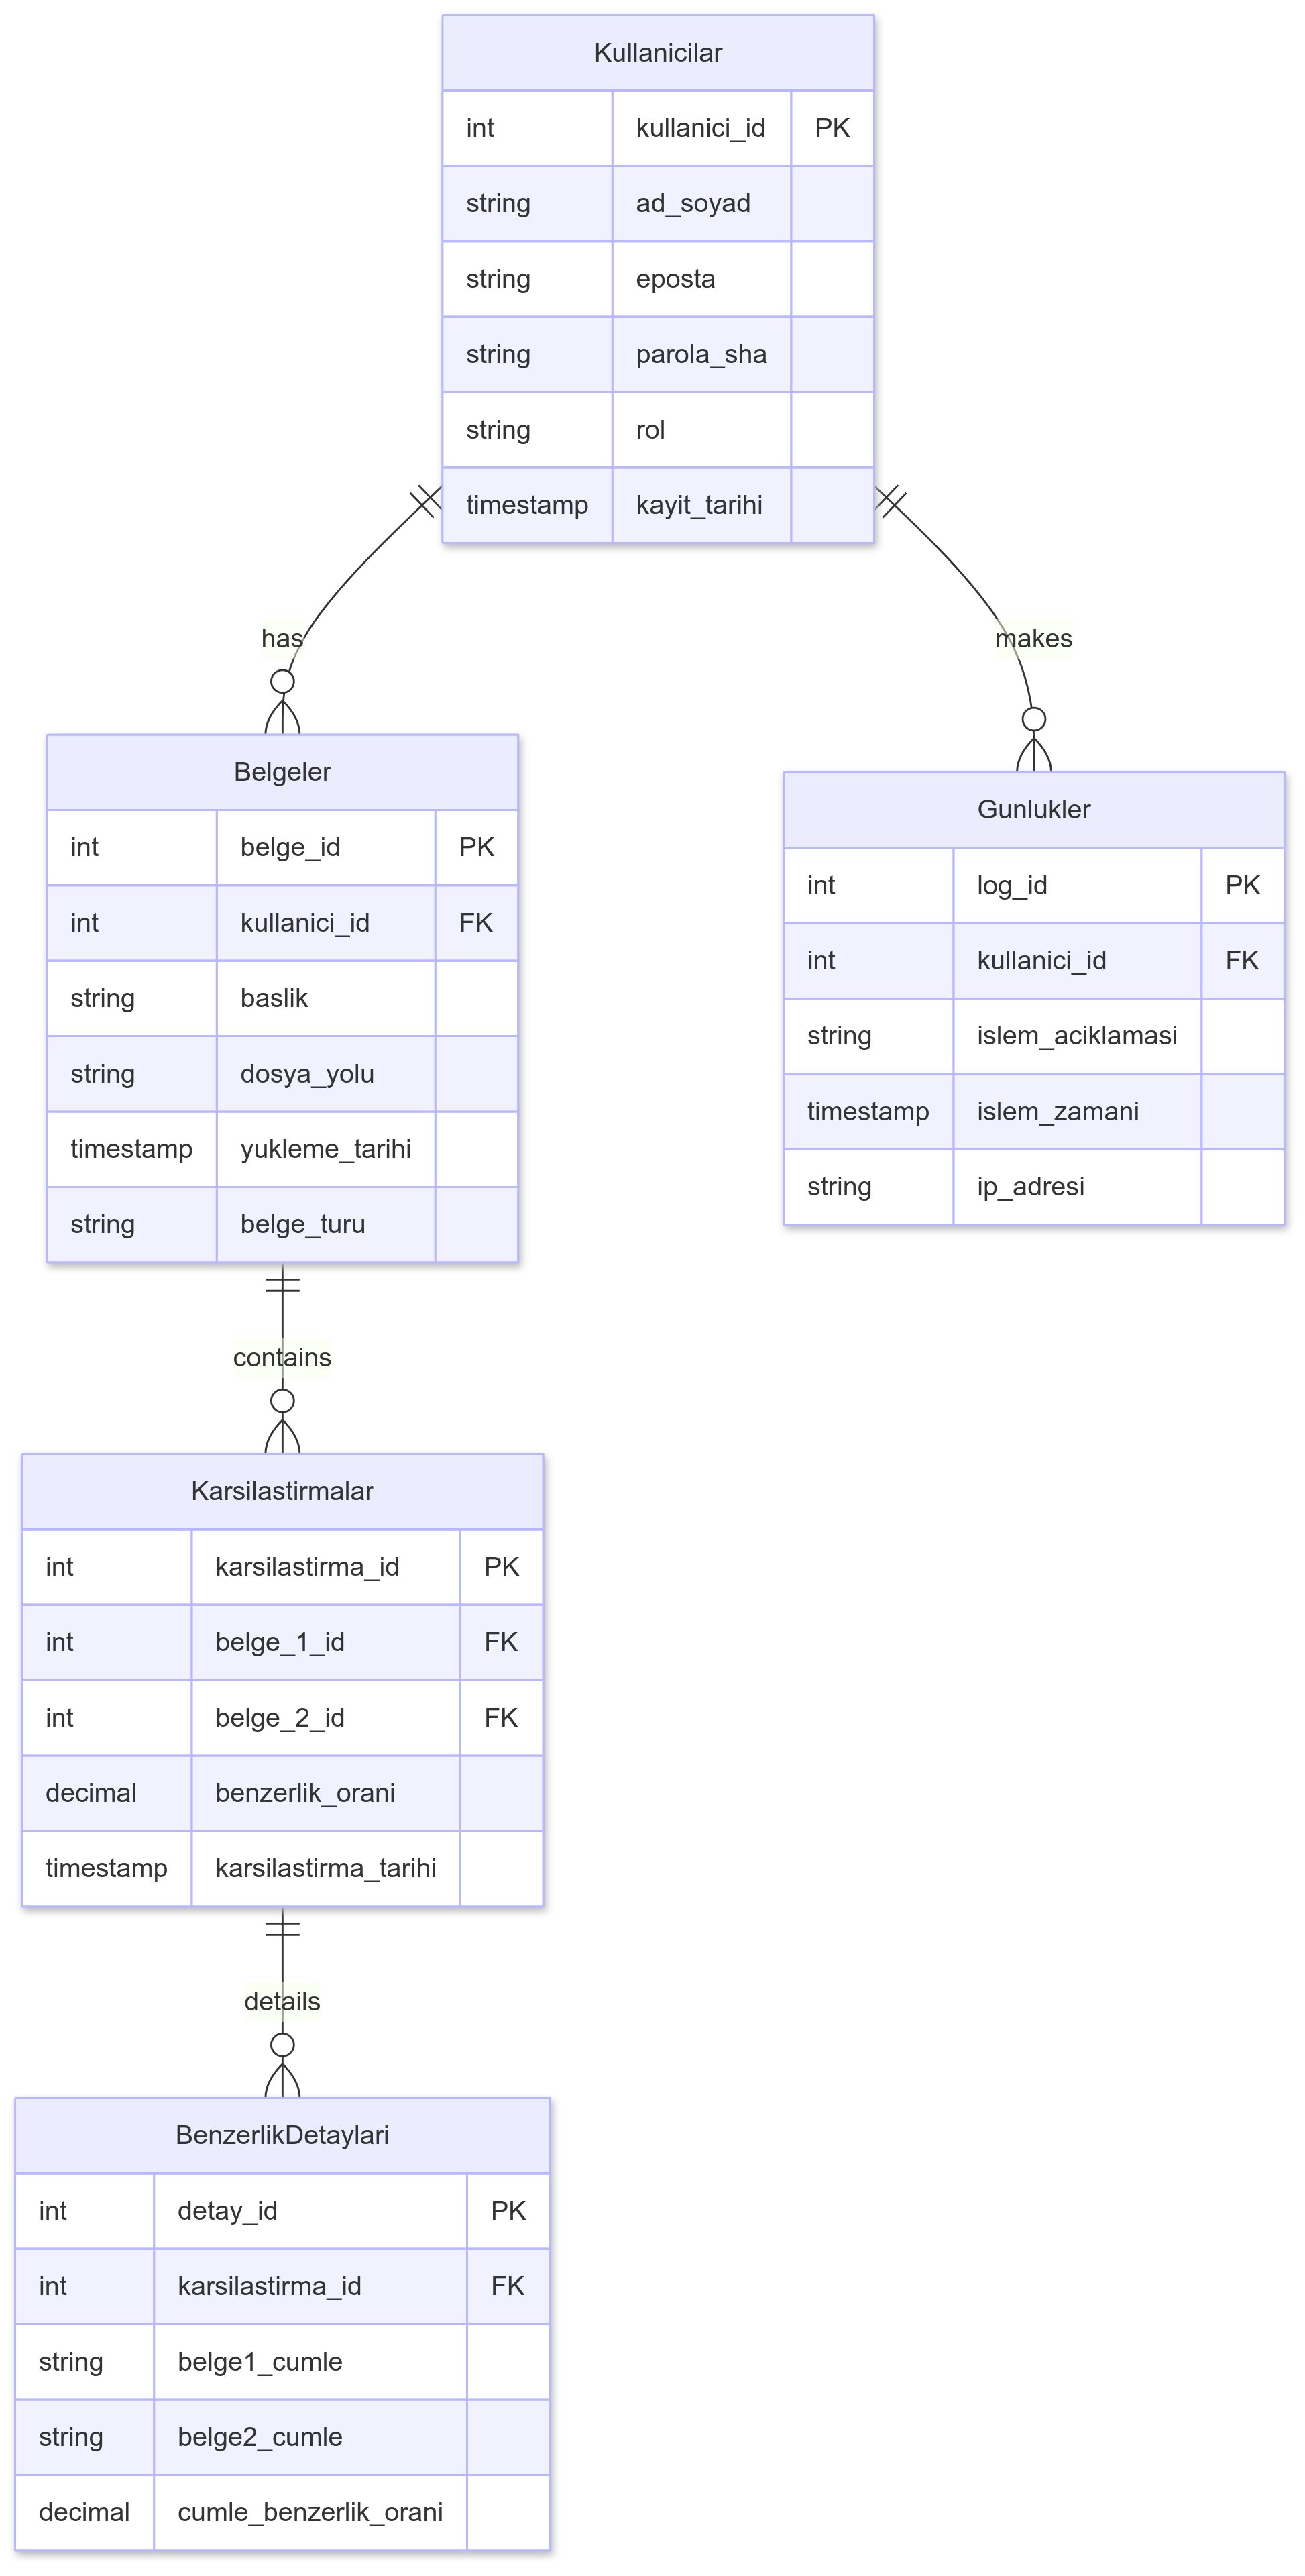 Kullanicilar
int kullanici_id PK
string ad_soyad
string eposta
string parola_sha
string rol
timestamp kayit_tarihi
has
makes
Belgeler
int belge_id PK
int kullanici_id FK
string baslik
string dosya_yolu
timestamp yukleme_tarihi
string belge_turu
Gunlukler
int log_id PK
int kullanici_id FK
string islem_aciklamasi
timestamp islem_zamani
string ip_adresi
contains
Karsilastirmalar
int karsilastirma_id PK
int belge_1_id FK
int belge_2_id FK
decimal benzerlik_orani
timestamp karsilastirma_tarihi
details
BenzerlikDetaylari
int detay_id PK
int karsilastirma_id FK
string belge1_cumle
string belge2_cumle
decimal cumle_benzerlik_orani